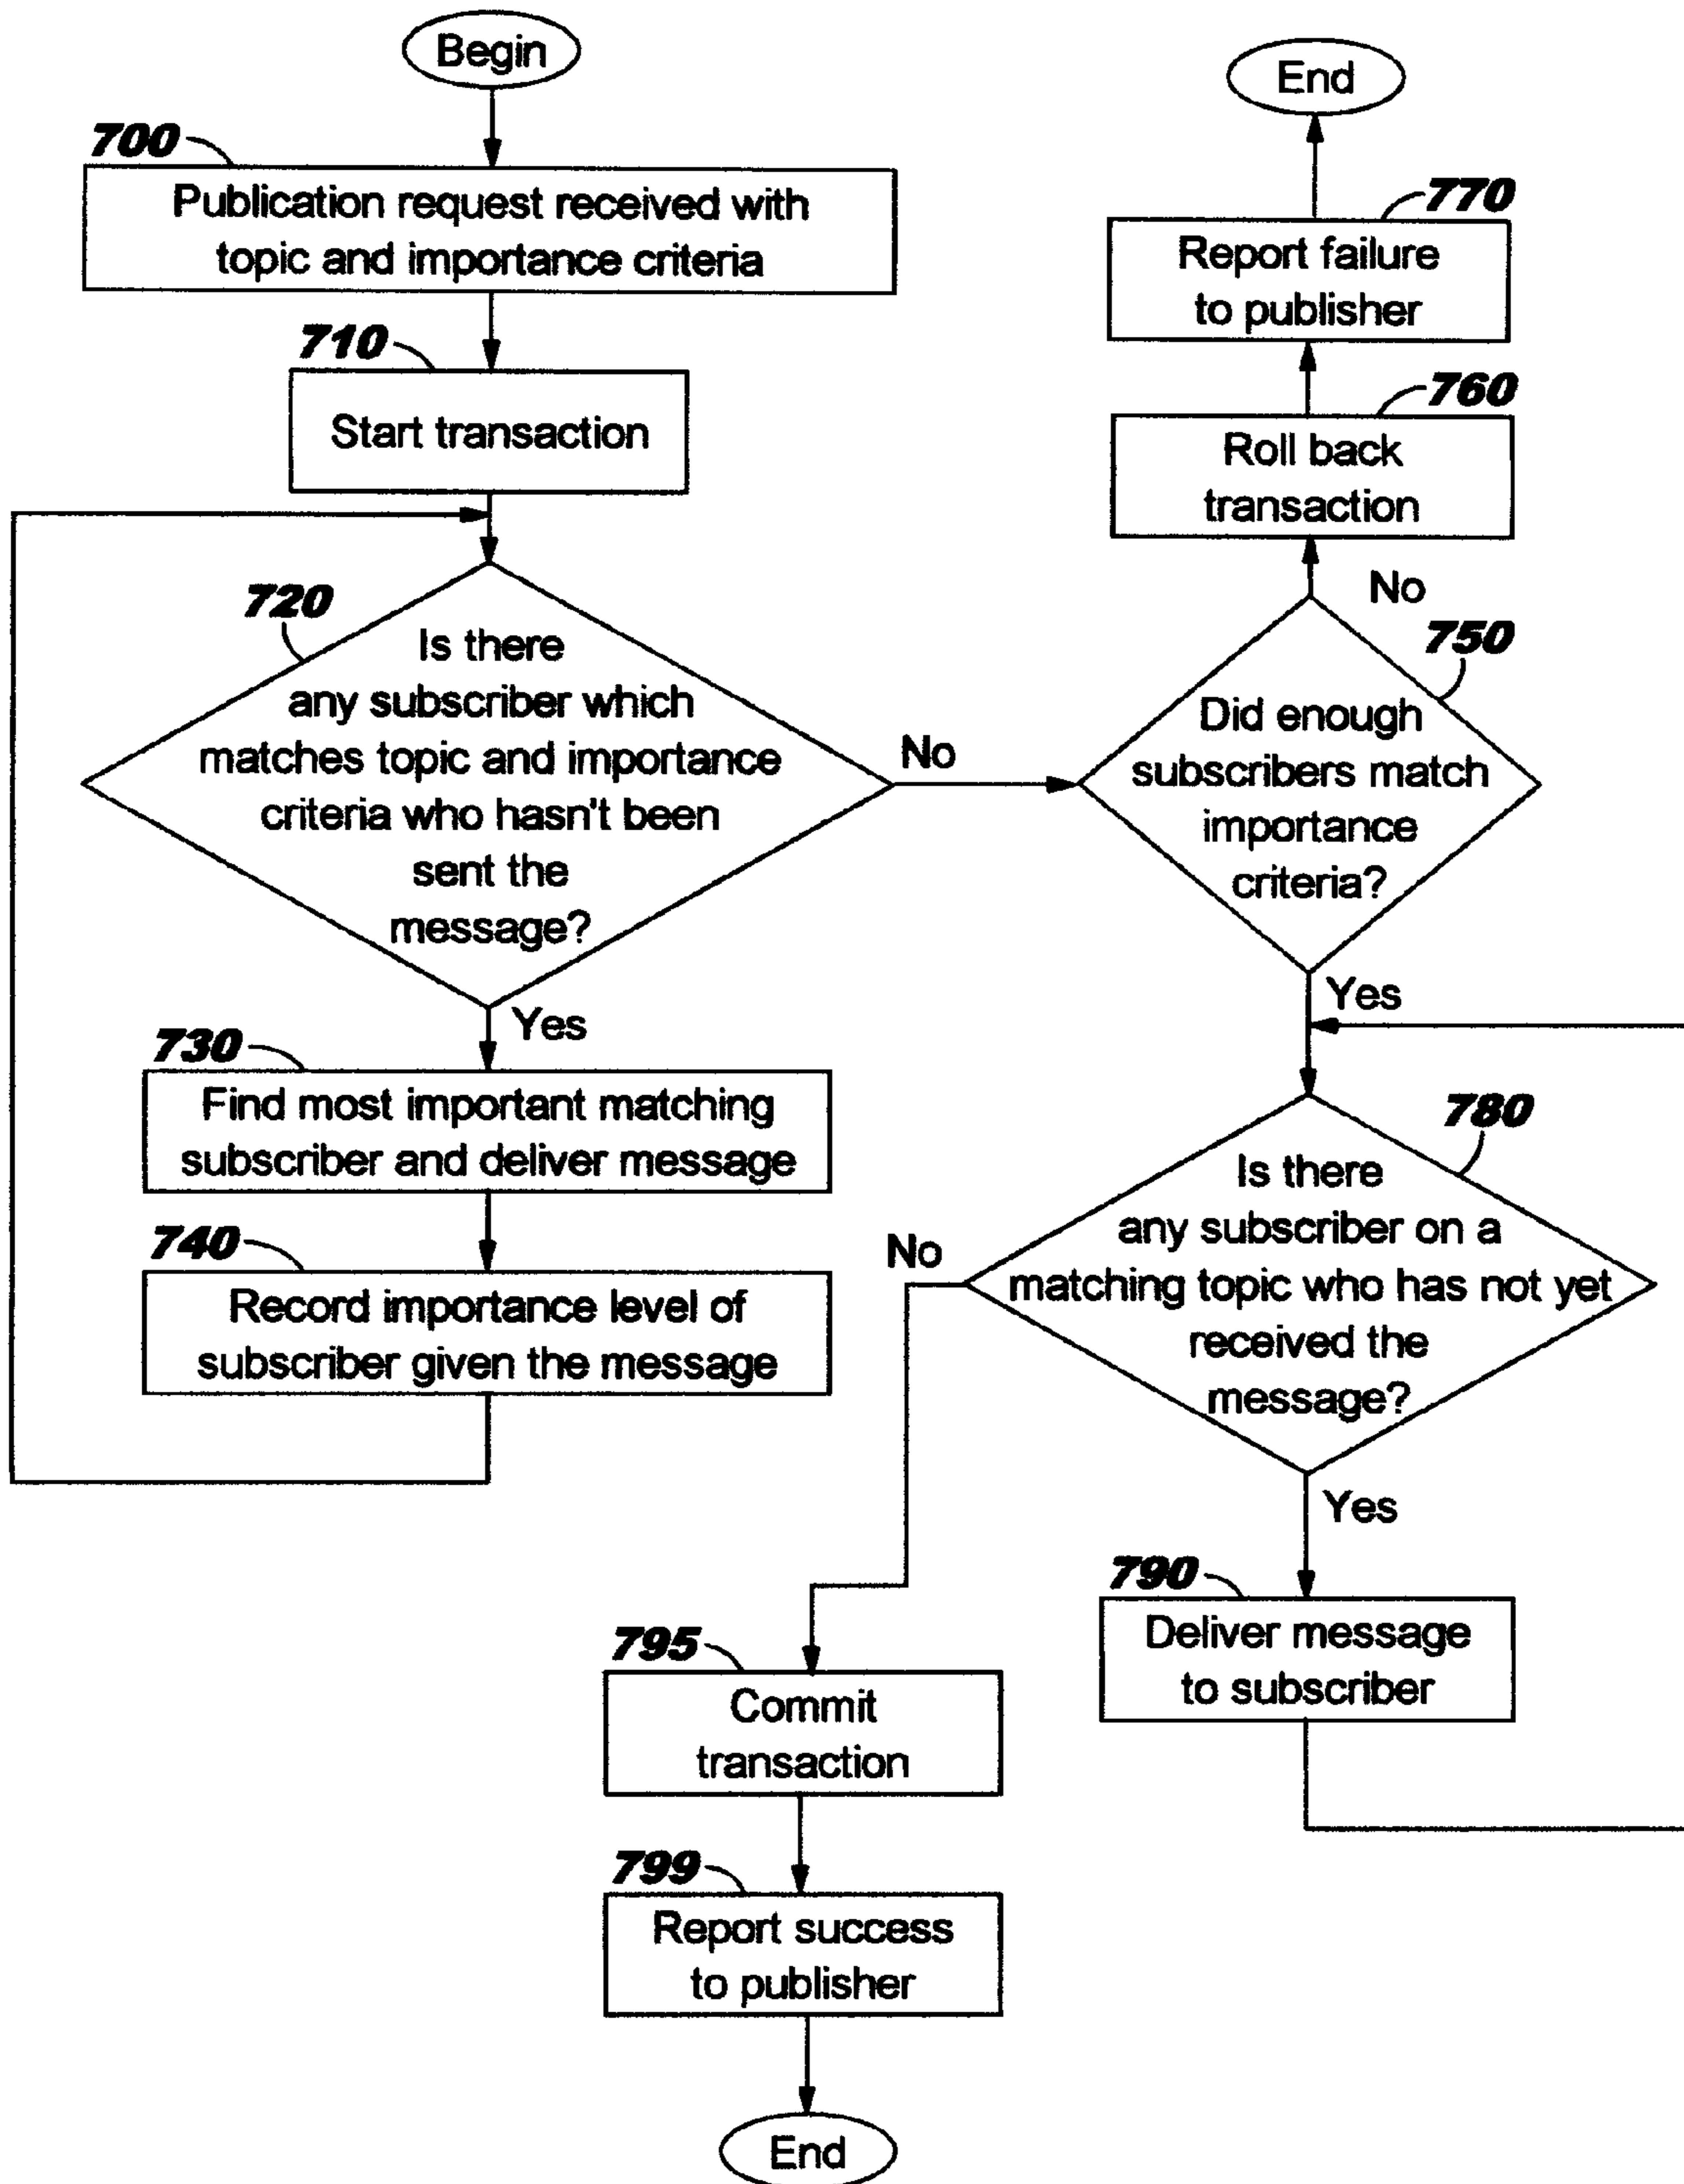 Begin
700
Publication request received with
topic and importance criteria
710
Start transaction
720
Is there
any subscriber which
matches topic and importance
criteria who hasn't been
sent the
message?
No
Yes
730
Find most important matching
subscriber and deliver message
740
Record importance level of
subscriber given the message
End
770
Report failure
to publisher
760
Roll back
transaction
No
750
Did enough
subscribers match
importance
criteria?
Yes
780
Is there
any subscriber on a
matching topic who has not yet
received the
message?
No
Yes
790
Deliver message
to subscriber
795
Commit
transaction
799
Report success
to publisher
End